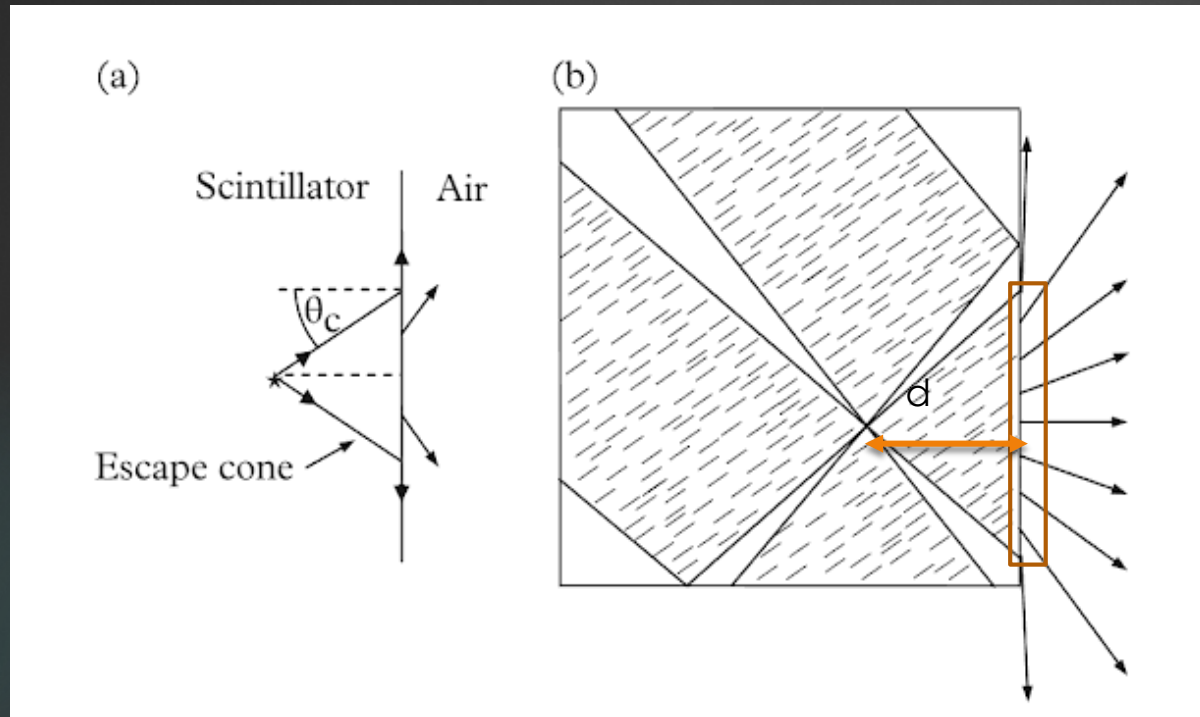 (a)
Scintillator
Air
θc
Escape cone
(b)
d